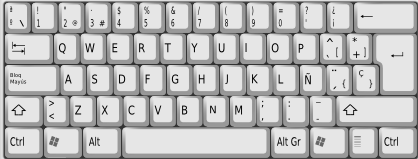 ! " · $ % & / ( ) = ? ¿
1 2 @ 3 # 4 5 6 7 8 9 0 ' ¡
Q W E R T Y U I O P ^ [ * + ]
Bloq Mayús A S D F G H J K L Ñ ¨ ´ { Ç }
> < Z X C V B N M ; , : . _ -
Ctrl Alt Alt Gr Ctrl